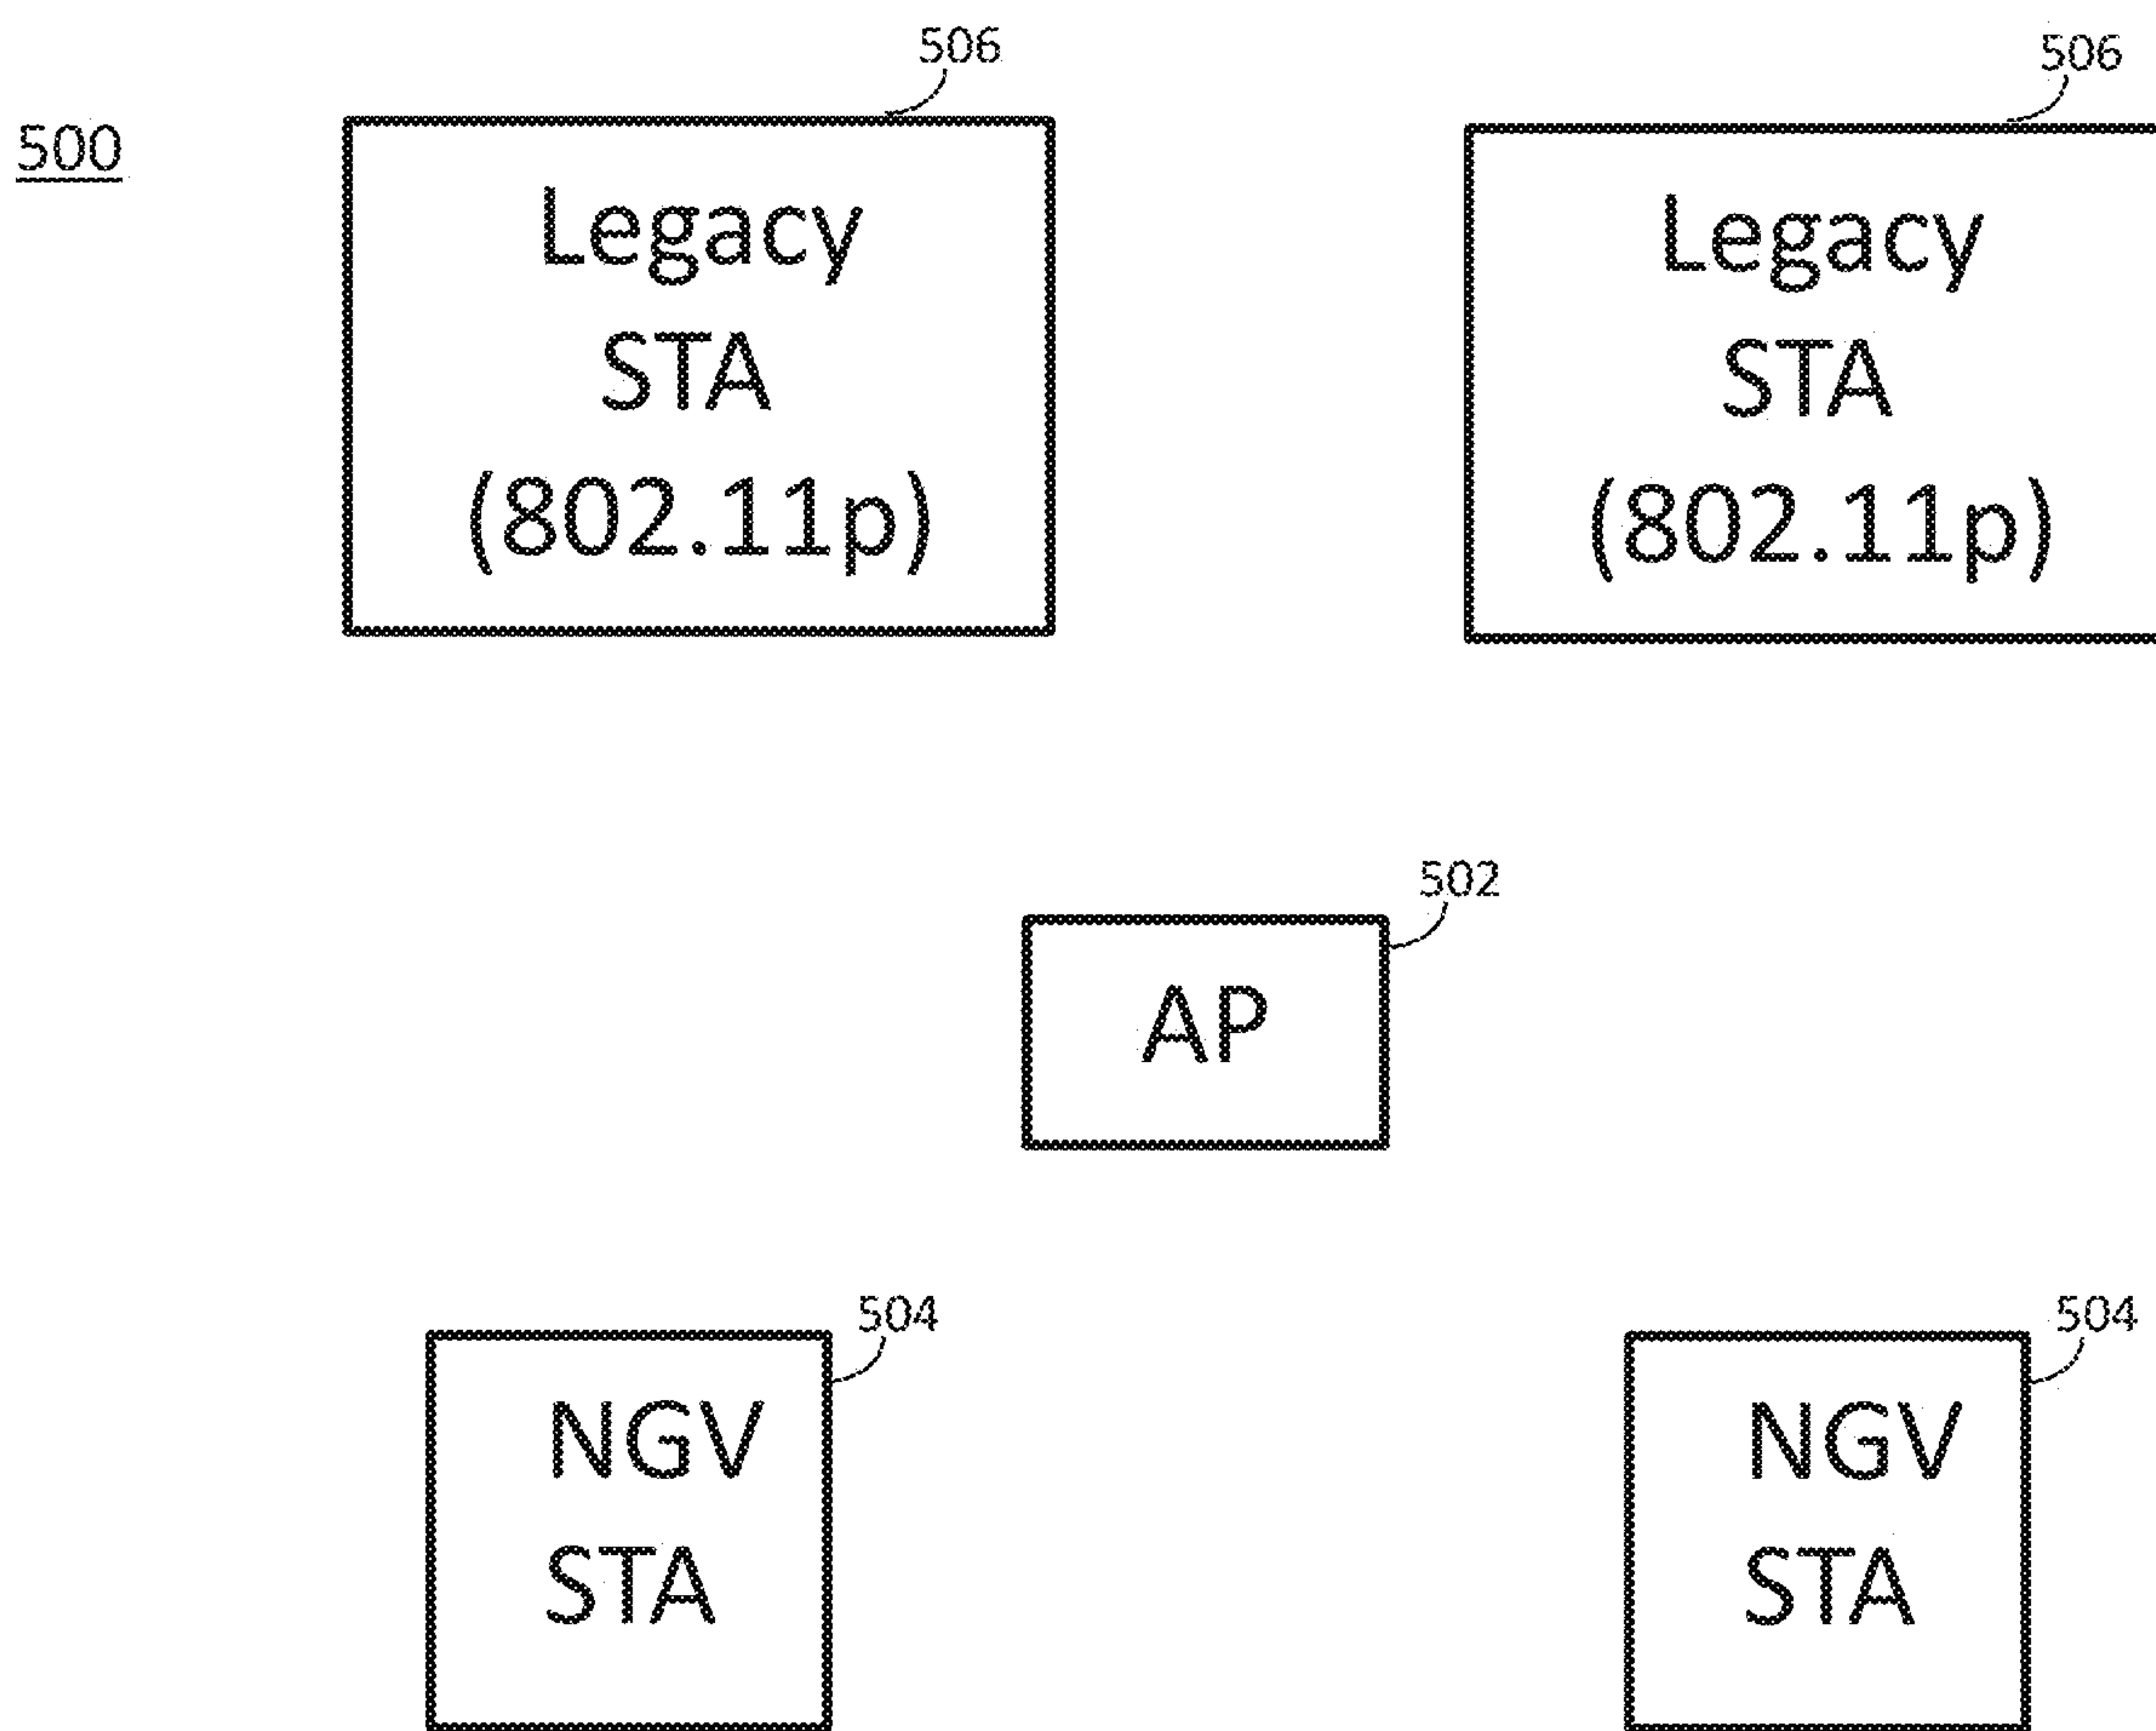 500
506
Legacy
STA
(802.11p)
506
Legacy
STA
(802.11p)
502
AP
504
NGV
STA
504
NGV
STA